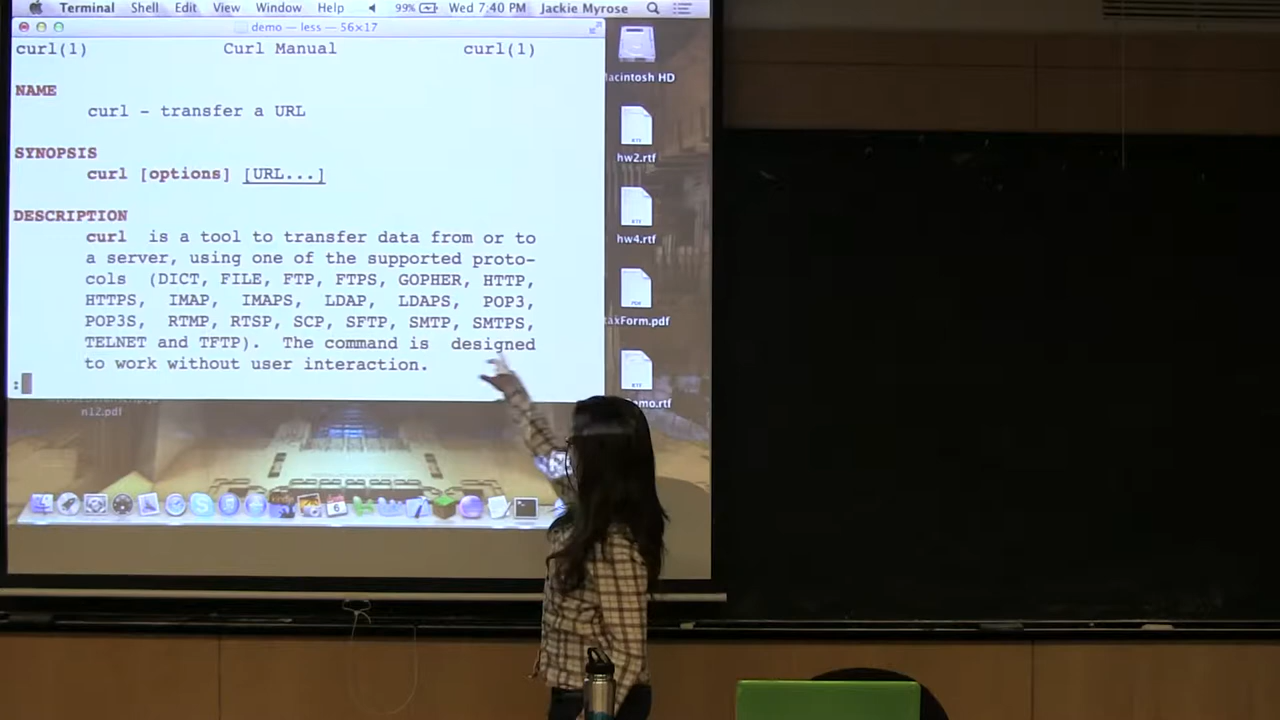 Terminal Shell Edit View Window Help 99% Wed 7:40 PM Jackie Myrose
demo — less — 56×17
curl(1) Curl Manual curl(1)
NAME
curl - transfer a URL
SYNOPSIS
curl [options] [URL...]
DESCRIPTION
curl is a tool to transfer data from or to
a server, using one of the supported proto-
cols (DICT, FILE, FTP, FTPS, GOPHER, HTTP,
HTTPS, IMAP, IMAPS, LDAP, LDAPS, POP3,
POP3S, RTMP, RTSP, SCP, SFTP, SMTP, SMTPS,
TELNET and TFTP). The command is designed
to work without user interaction.
:
Macintosh HD
hw2.rtf
hw4.rtf
taxForm.pdf
emo.rtf
n12.pdf